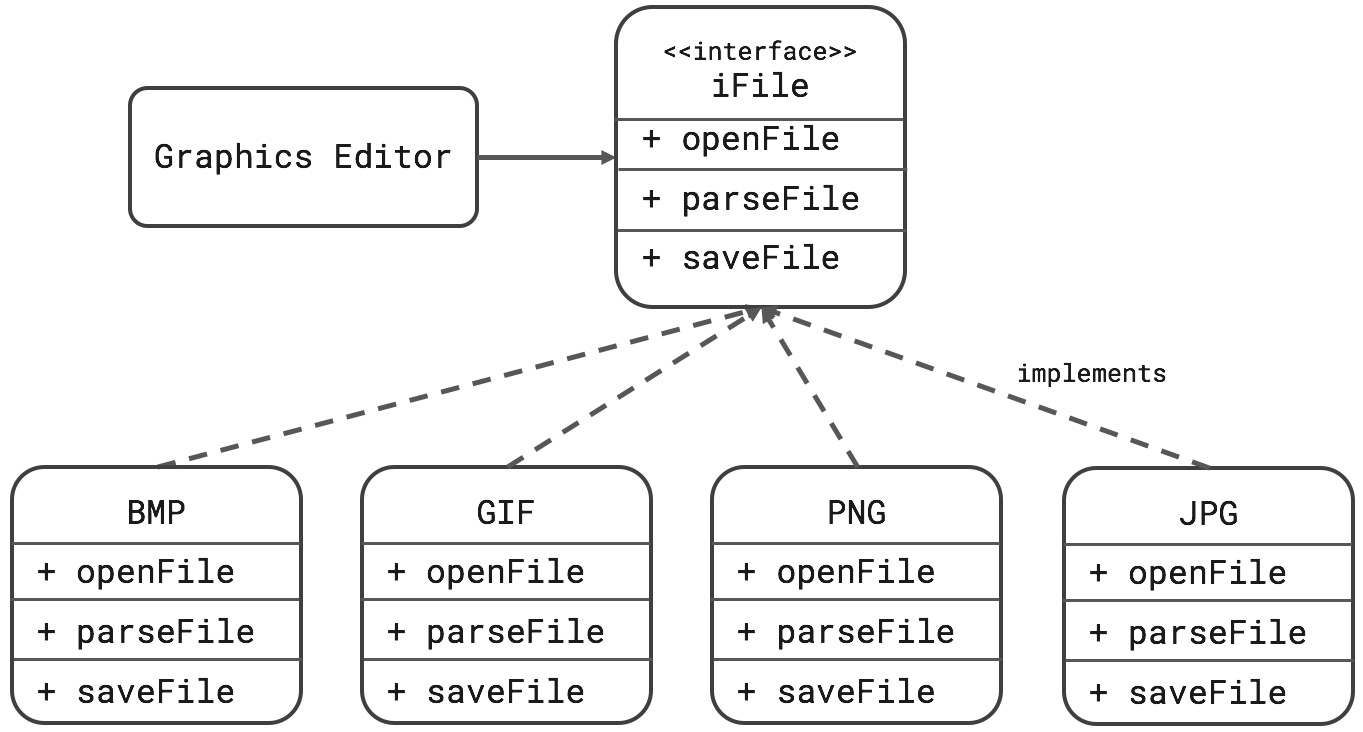 <<interface>>
iFile
Graphics Editor
+ openFile
+ parseFile
+ saveFile
implements
BMP
+ openFile
+ parseFile
+ saveFile
GIF
+ openFile
+ parseFile
+ saveFile
PNG
+ openFile
+ parseFile
+ saveFile
JPG
+ openFile
+ parseFile
+ saveFile